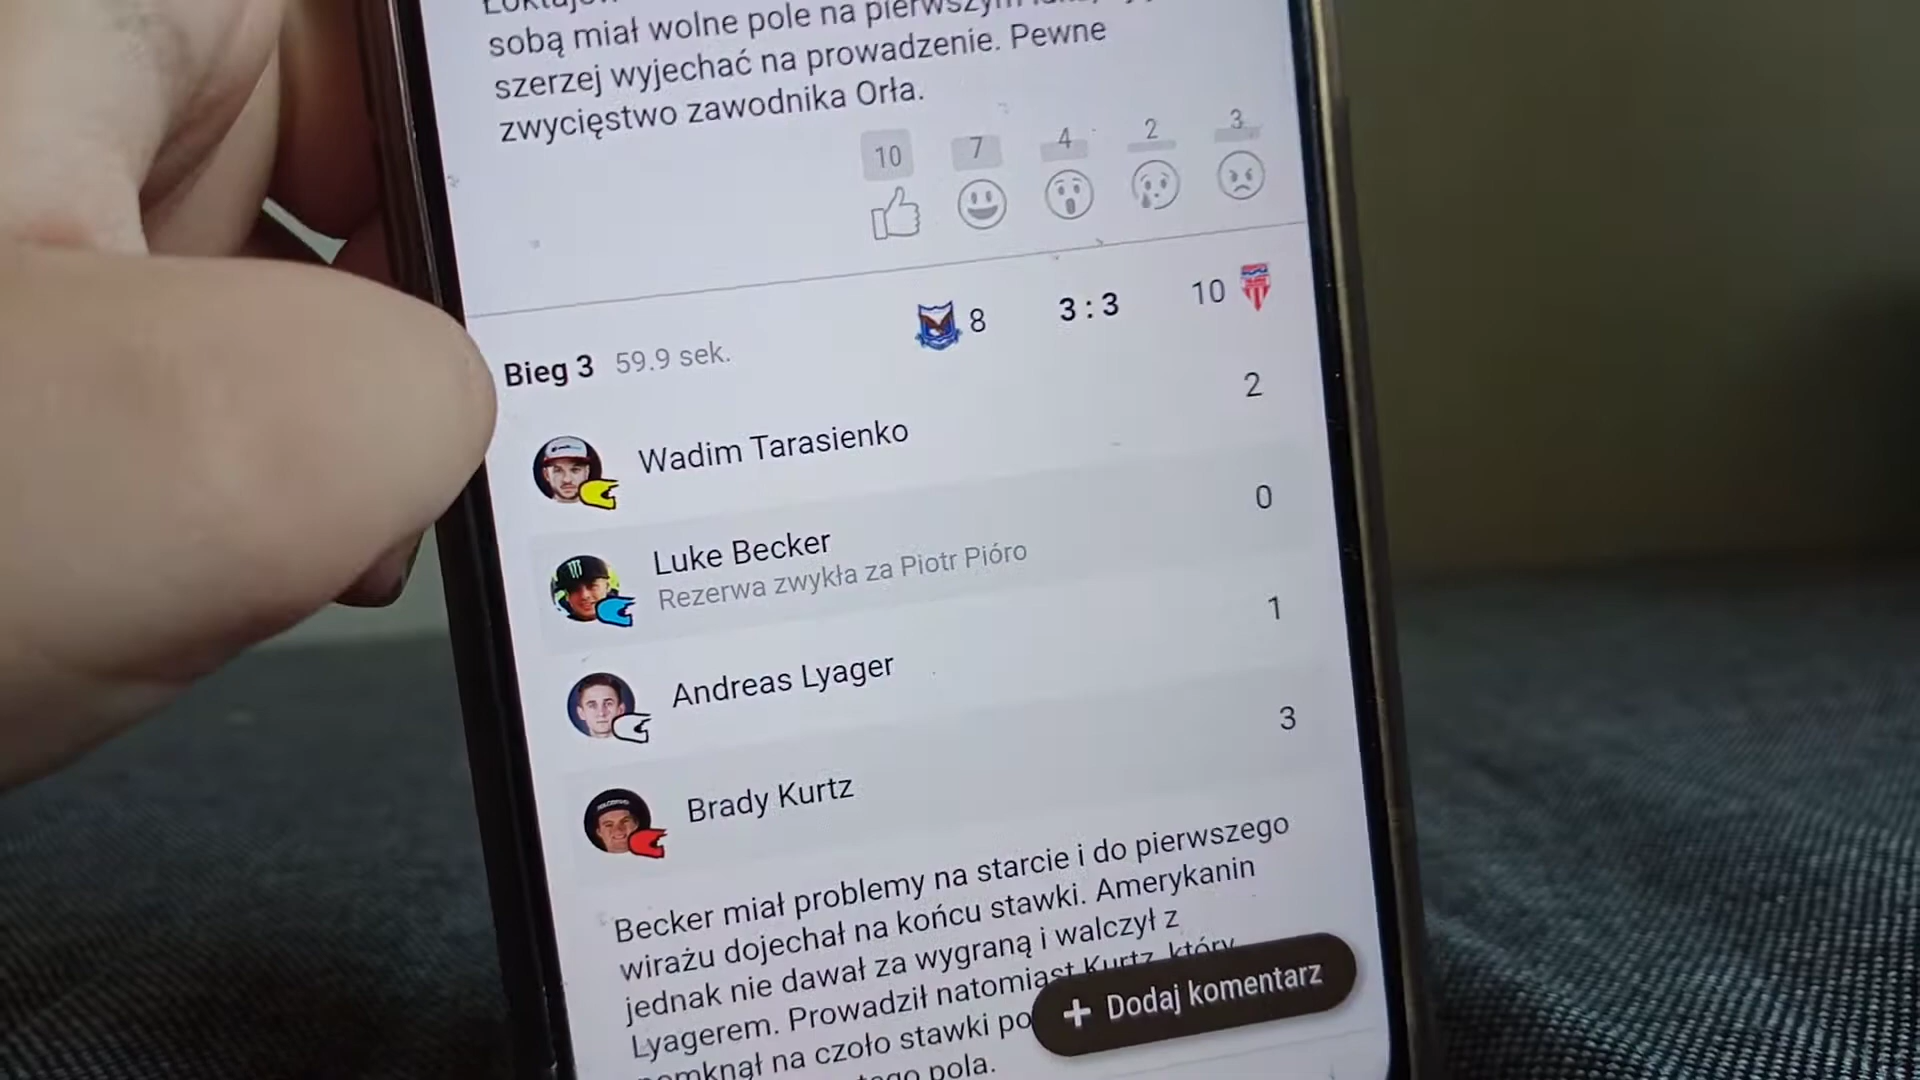 sobą miał wolne pole na pierwszym
szerzej wyjechać na prowadzenie. Pewne
zwycięstwo zawodnika Orła.
10 7 4 2 3
8 3 : 3 10
Bieg 3 59.9 sek.
Wadim Tarasienko 2
Luke Becker 0
Rezerwa zwykła za Piotr Pióro
Andreas Lyager 1
Brady Kurtz 3
Becker miał problemy na starcie i do pierwszego
wirażu dojechał na końcu stawki. Amerykanin
jednak nie dawał za wygraną i walczył z
Lyagerem. Prowadził natomiast Kurtz, który
pomknął na czoło stawki po
pola.
+ Dodaj komentarz